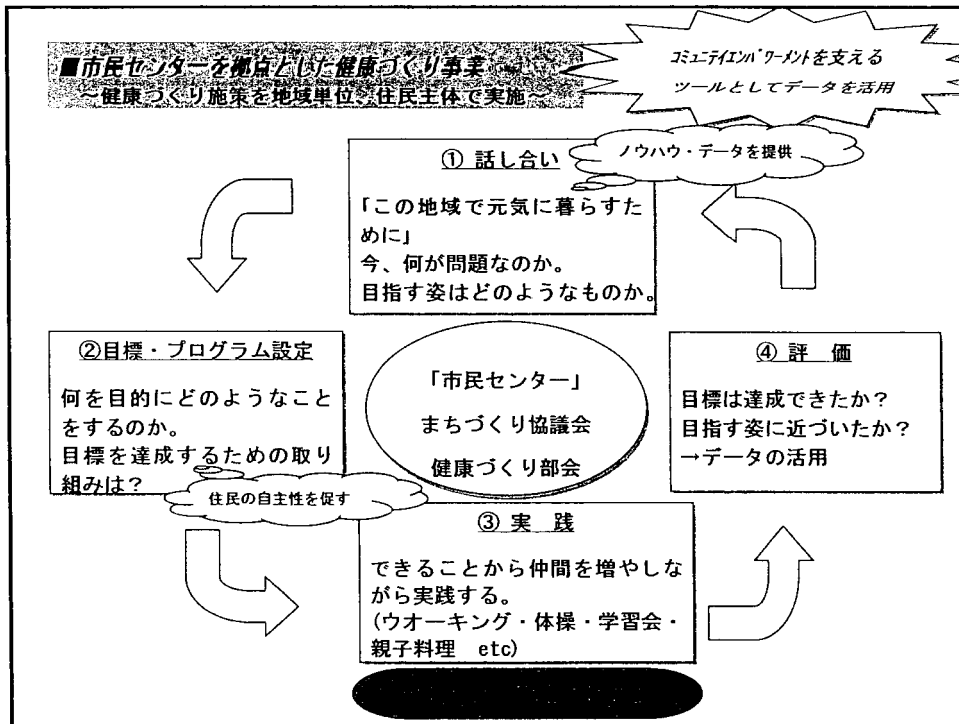 ■市民センターを拠点とした健康づくり事業
～健康づくり施策を地域単位、住民主体で実施～
コミュニティエンパワーメントを支える
ツールとしてデータを活用
ノウハウ・データを提供
① 話し合い
「この地域で元気に暮らすた
めに」
今、何が問題なのか。
目指す姿はどのようなものか。
②目標・プログラム設定
何を目的にどのようなこと
をするのか。
目標を達成するための取り
組みは？
住民の自主性を促す
「市民センター」
まちづくり協議会
健康づくり部会
③ 実　践
できることから仲間を増やしな
がら実践する。
(ウオーキング・体操・学習会・
親子料理　etc)
④ 評　価
目標は達成できたか？
目指す姿に近づいたか？
→データの活用